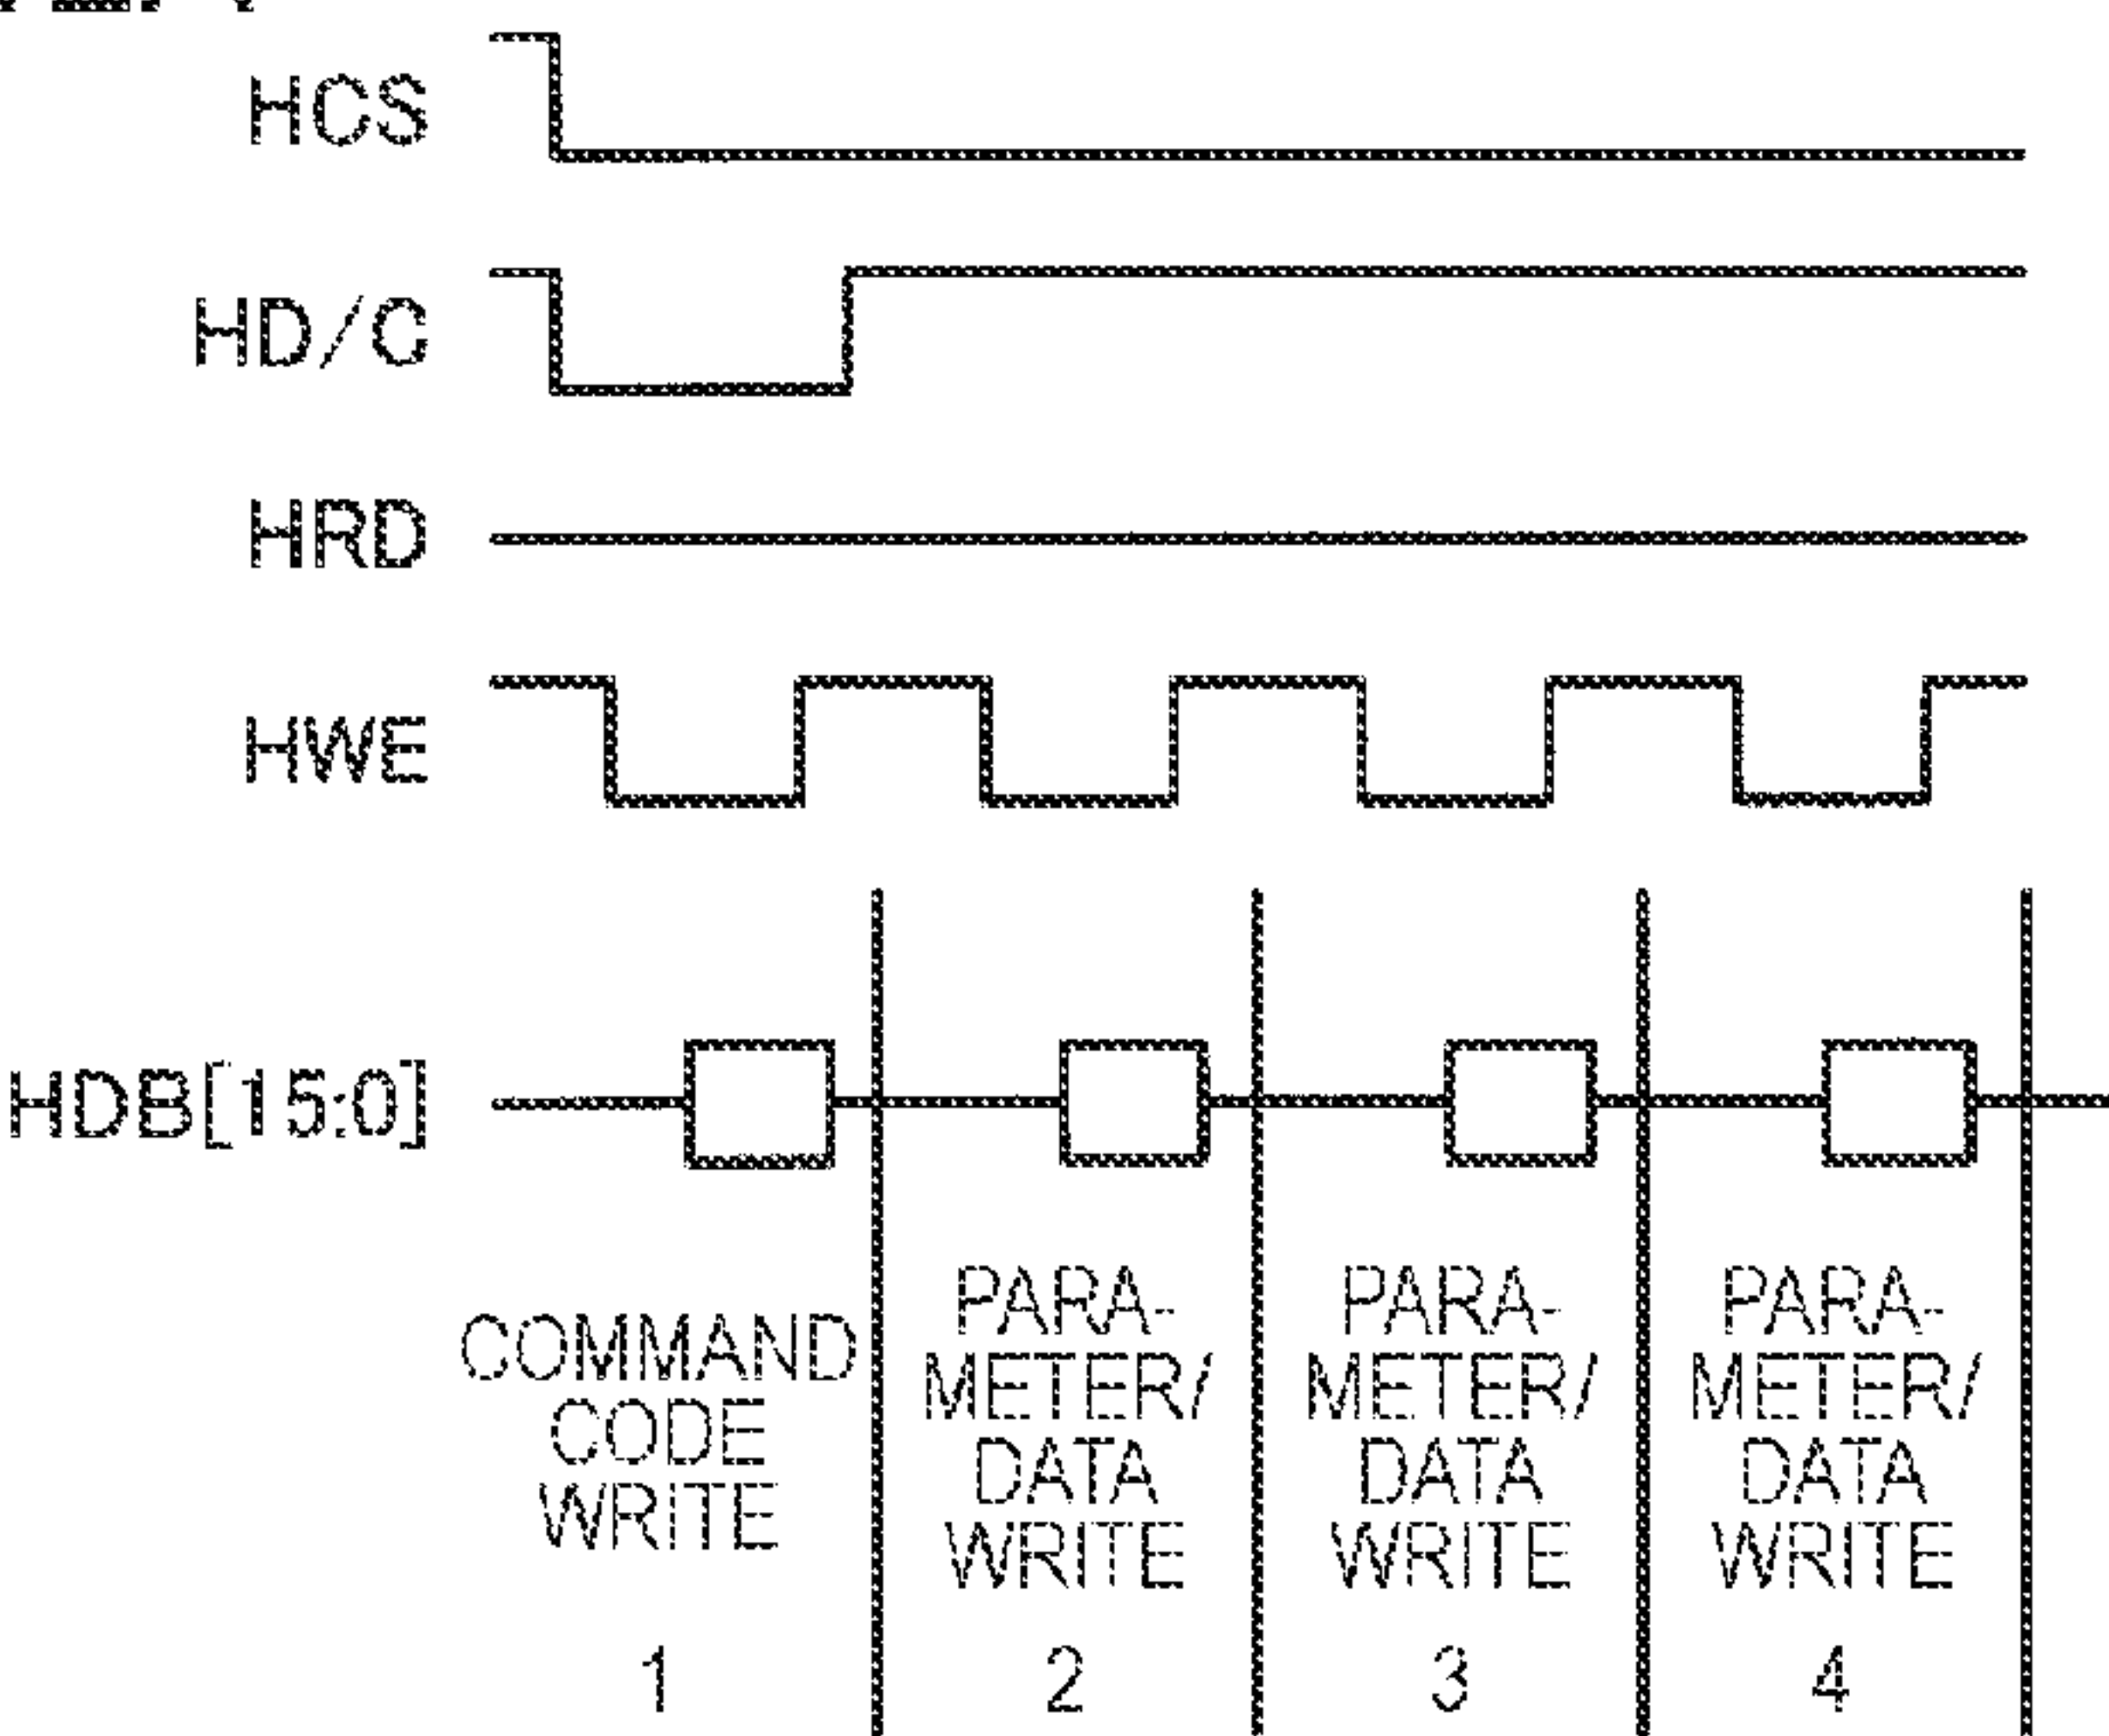 HCS
HD/C
HRD
HWE
HDB[15:0]
COMMAND
CODE
WRITE
1
PARA-
METER/
DATA
WRITE
2
PARA-
METER/
DATA
WRITE
3
PARA-
METER/
DATA
WRITE
4